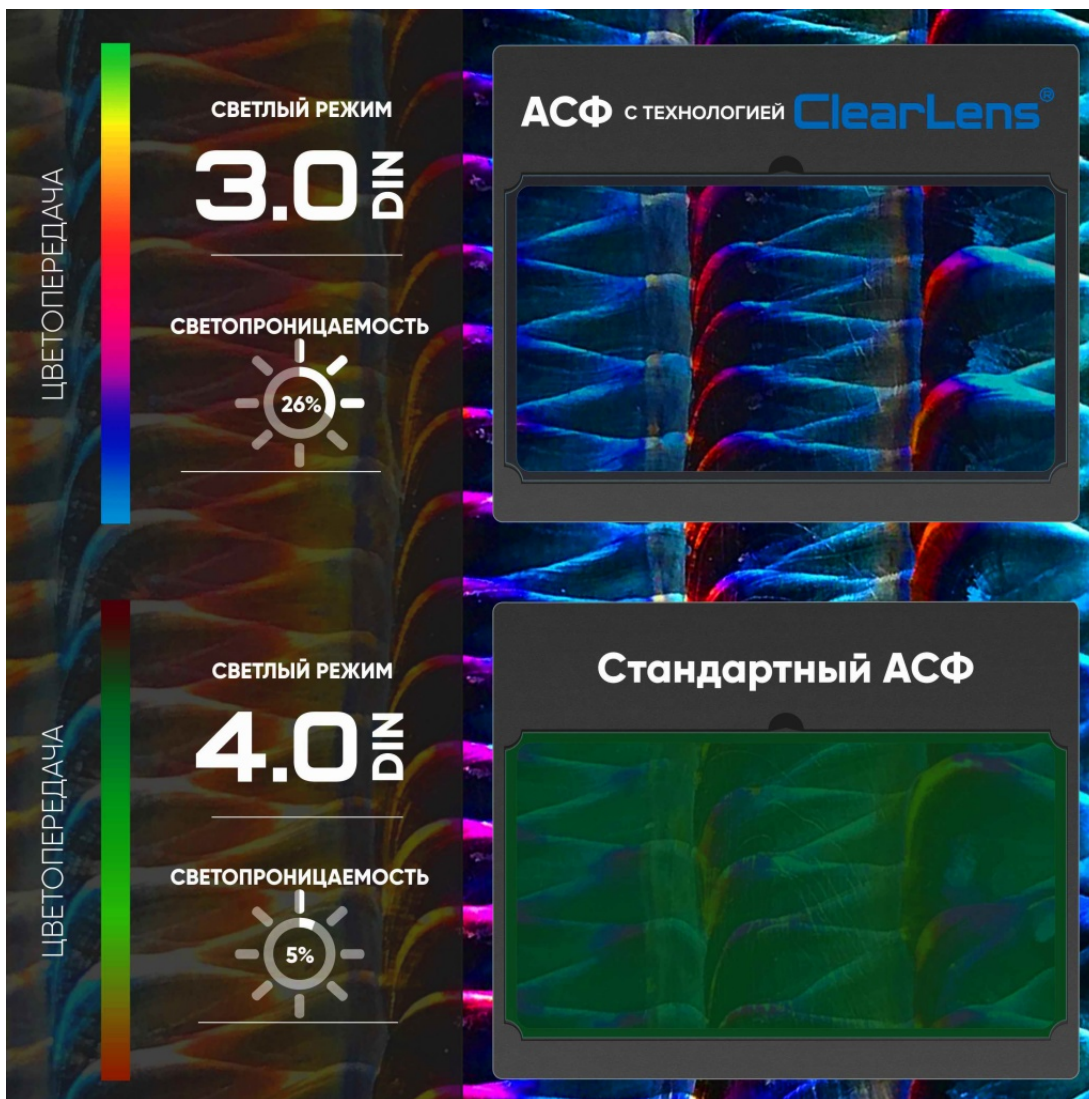 ЦВЕТОПЕРЕДАЧА
СВЕТЛЫЙ РЕЖИМ
3.0 DIN
СВЕТОПРОНИЦАЕМОСТЬ
26%
АСФ С ТЕХНОЛОГИЕЙ ClearLens®
ЦВЕТОПЕРЕДАЧА
СВЕТЛЫЙ РЕЖИМ
4.0 DIN
СВЕТОПРОНИЦАЕМОСТЬ
5%
Стандартный АСФ